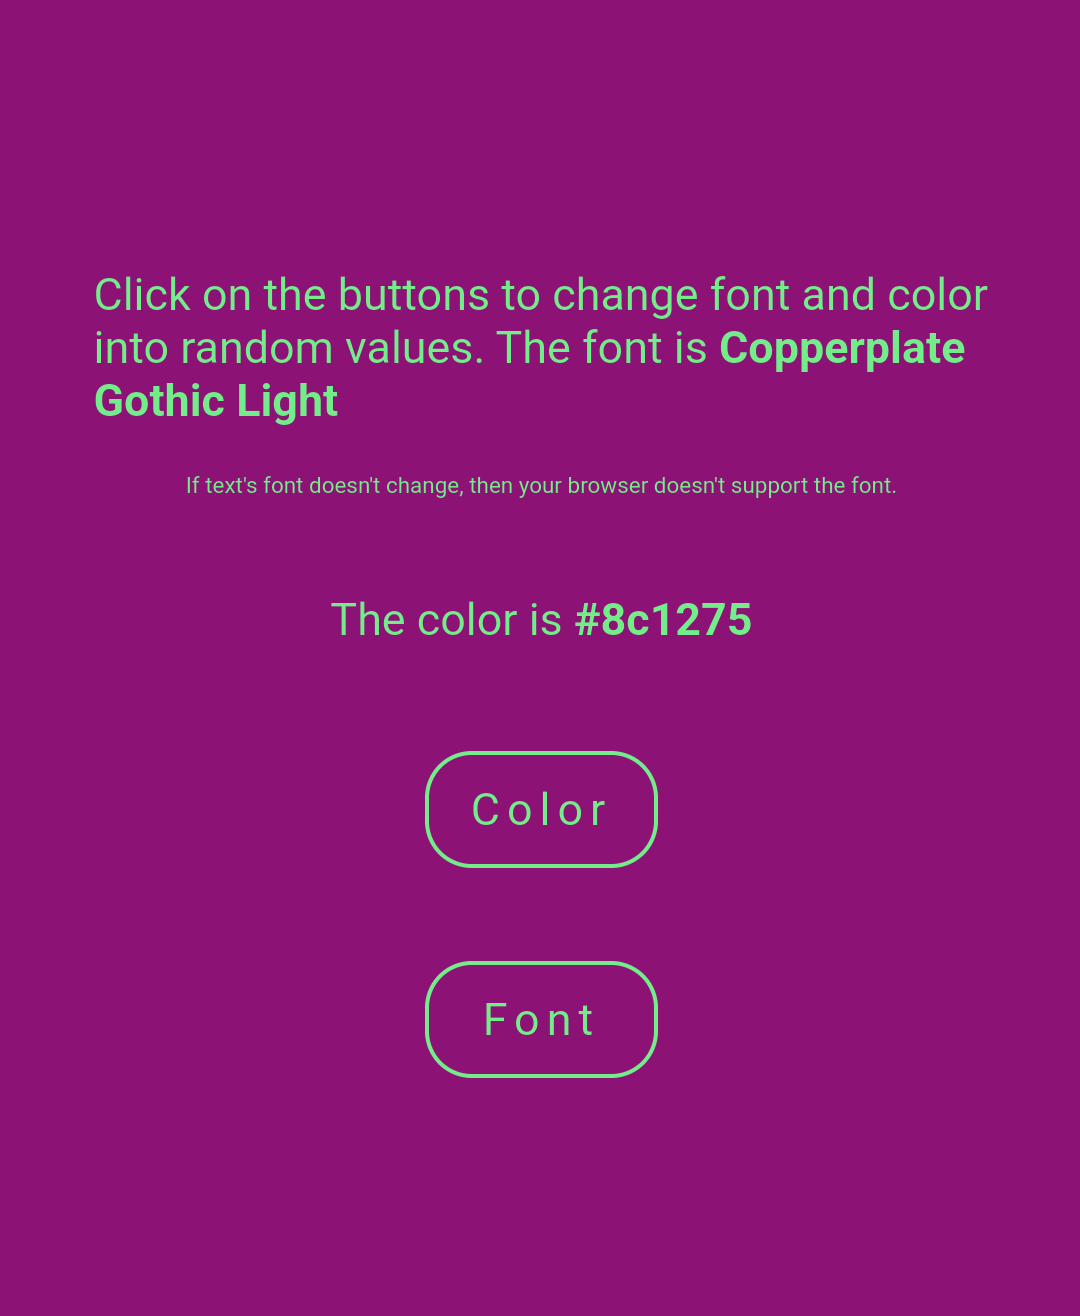 Click on the buttons to change font and color
into random values. The font is Copperplate
Gothic Light
If text's font doesn't change, then your browser doesn't support the font.
The color is #8c1275
Color
Font